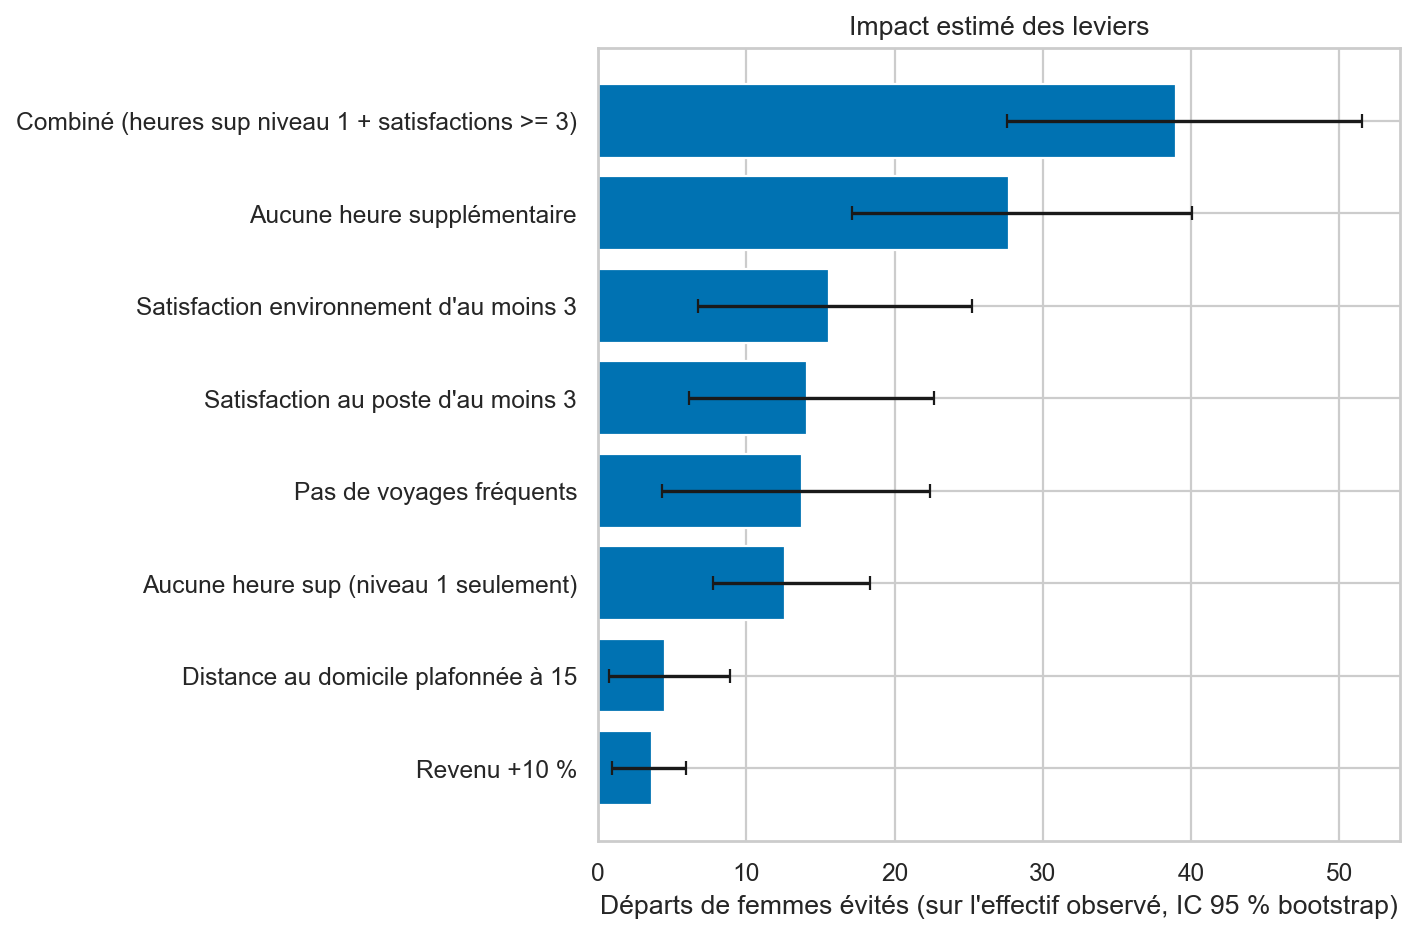 Impact estimé des leviers
Combiné (heures sup niveau 1 + satisfactions >= 3)
Aucune heure supplémentaire
Satisfaction environnement d'au moins 3
Satisfaction au poste d'au moins 3
Pas de voyages fréquents
Aucune heure sup (niveau 1 seulement)
Distance au domicile plafonnée à 15
Revenu +10 %
0 10 20 30 40 50
Départs de femmes évités (sur l'effectif observé, IC 95 % bootstrap)